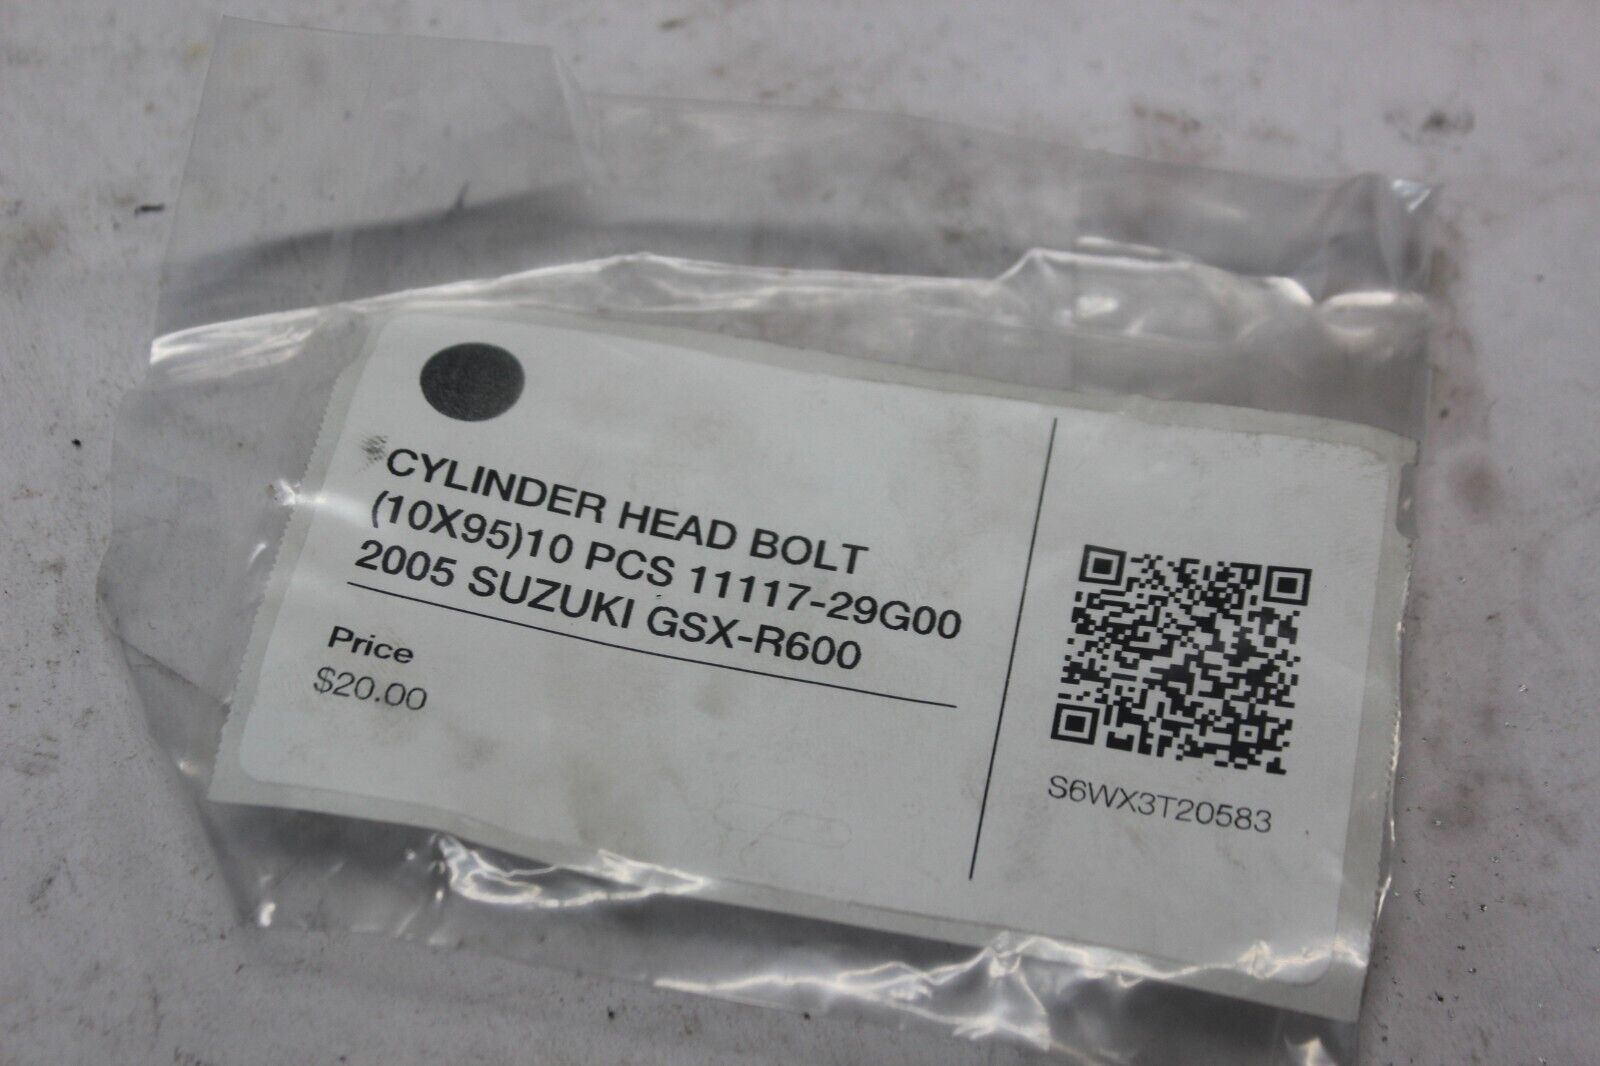 CYLINDER HEAD BOLT
(10X95)10 PCS 11117-29G00
2005 SUZUKI GSX-R600
Price
$20.00
S6WX3T20583